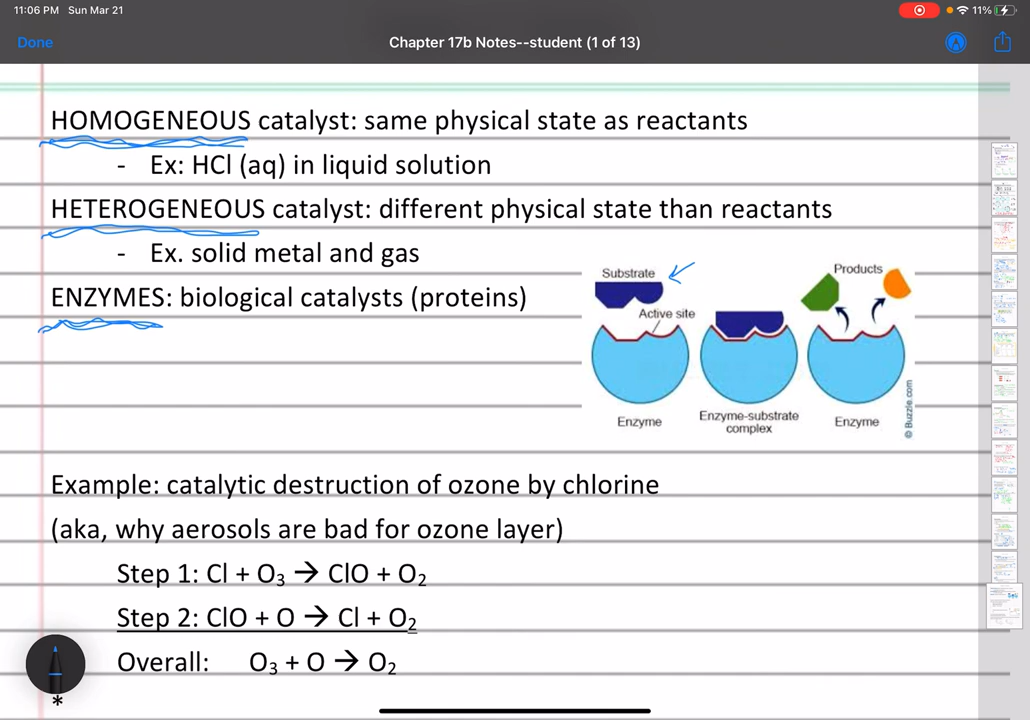 11:06 PM Sun Mar 21
11%
Done
Chapter 17b Notes--student (1 of 13)
HOMOGENEOUS catalyst: same physical state as reactants
- Ex: HCl (aq) in liquid solution
HETEROGENEOUS catalyst: different physical state than reactants
- Ex. solid metal and gas
ENZYMES: biological catalysts (proteins)
Substrate
Products
Active site
Enzyme
Enzyme-substrate
complex
Enzyme
© Buzzle.com
Example: catalytic destruction of ozone by chlorine
(aka, why aerosols are bad for ozone layer)
Step 1: Cl + O₃ → ClO + O₂
Step 2: ClO + O → Cl + O₂
Overall: O₃ + O → O₂
*